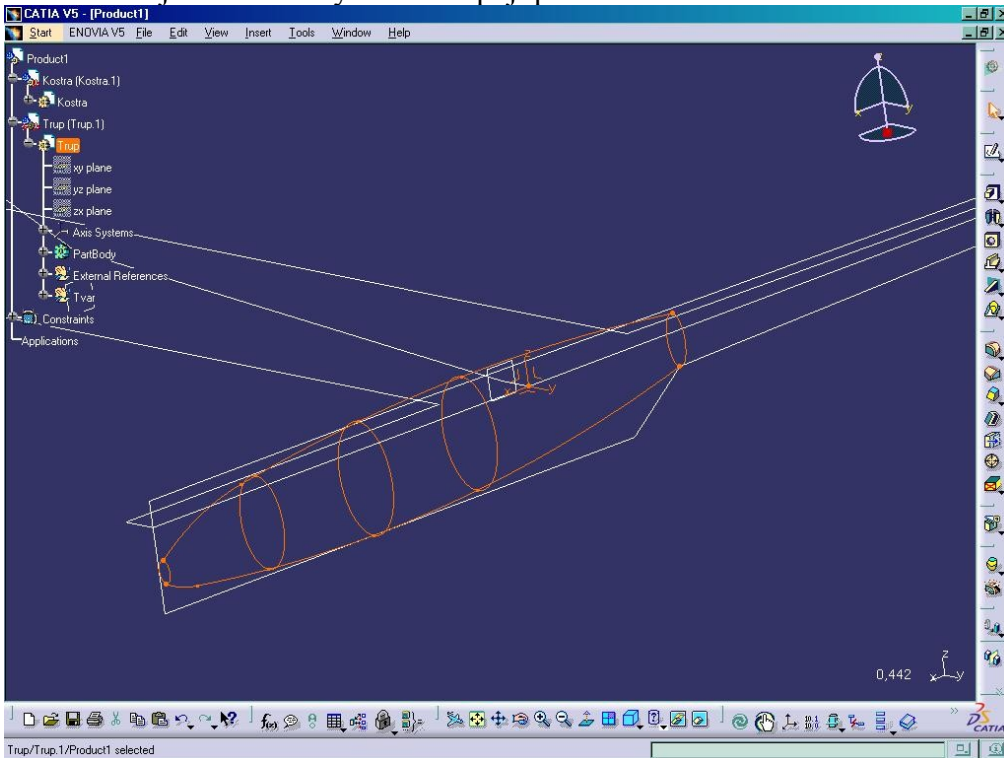 CATIA V5 - [Product1]
Start ENOVIA V5 File Edit View Insert Tools Window Help
Product1
Kostra (Kostra.1)
Kostra
Trup (Trup.1)
Trup
xy plane
yz plane
zx plane
Axis Systems
PartBody
External References
Tvar
Constraints
Applications
z
x y
z
0,442 x y
f(x)
CATIA
Trup/Trup.1/Product1 selected